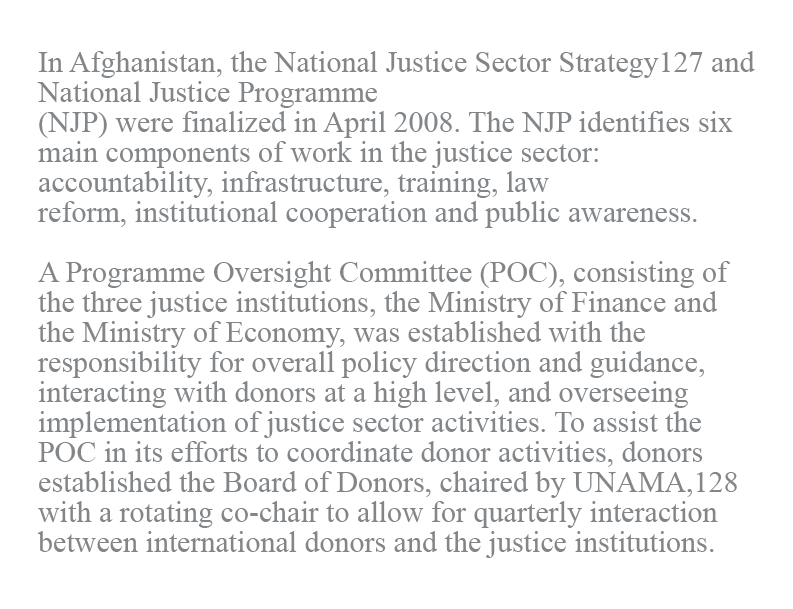 In Afghanistan, the National Justice Sector Strategy127 and
National Justice Programme
(NJP) were finalized in April 2008. The NJP identifies six
main components of work in the justice sector:
accountability, infrastructure, training, law
reform, institutional cooperation and public awareness.

A Programme Oversight Committee (POC), consisting of
the three justice institutions, the Ministry of Finance and
the Ministry of Economy, was established with the
responsibility for overall policy direction and guidance,
interacting with donors at a high level, and overseeing
implementation of justice sector activities. To assist the
POC in its efforts to coordinate donor activities, donors
established the Board of Donors, chaired by UNAMA,128
with a rotating co-chair to allow for quarterly interaction
between international donors and the justice institutions.